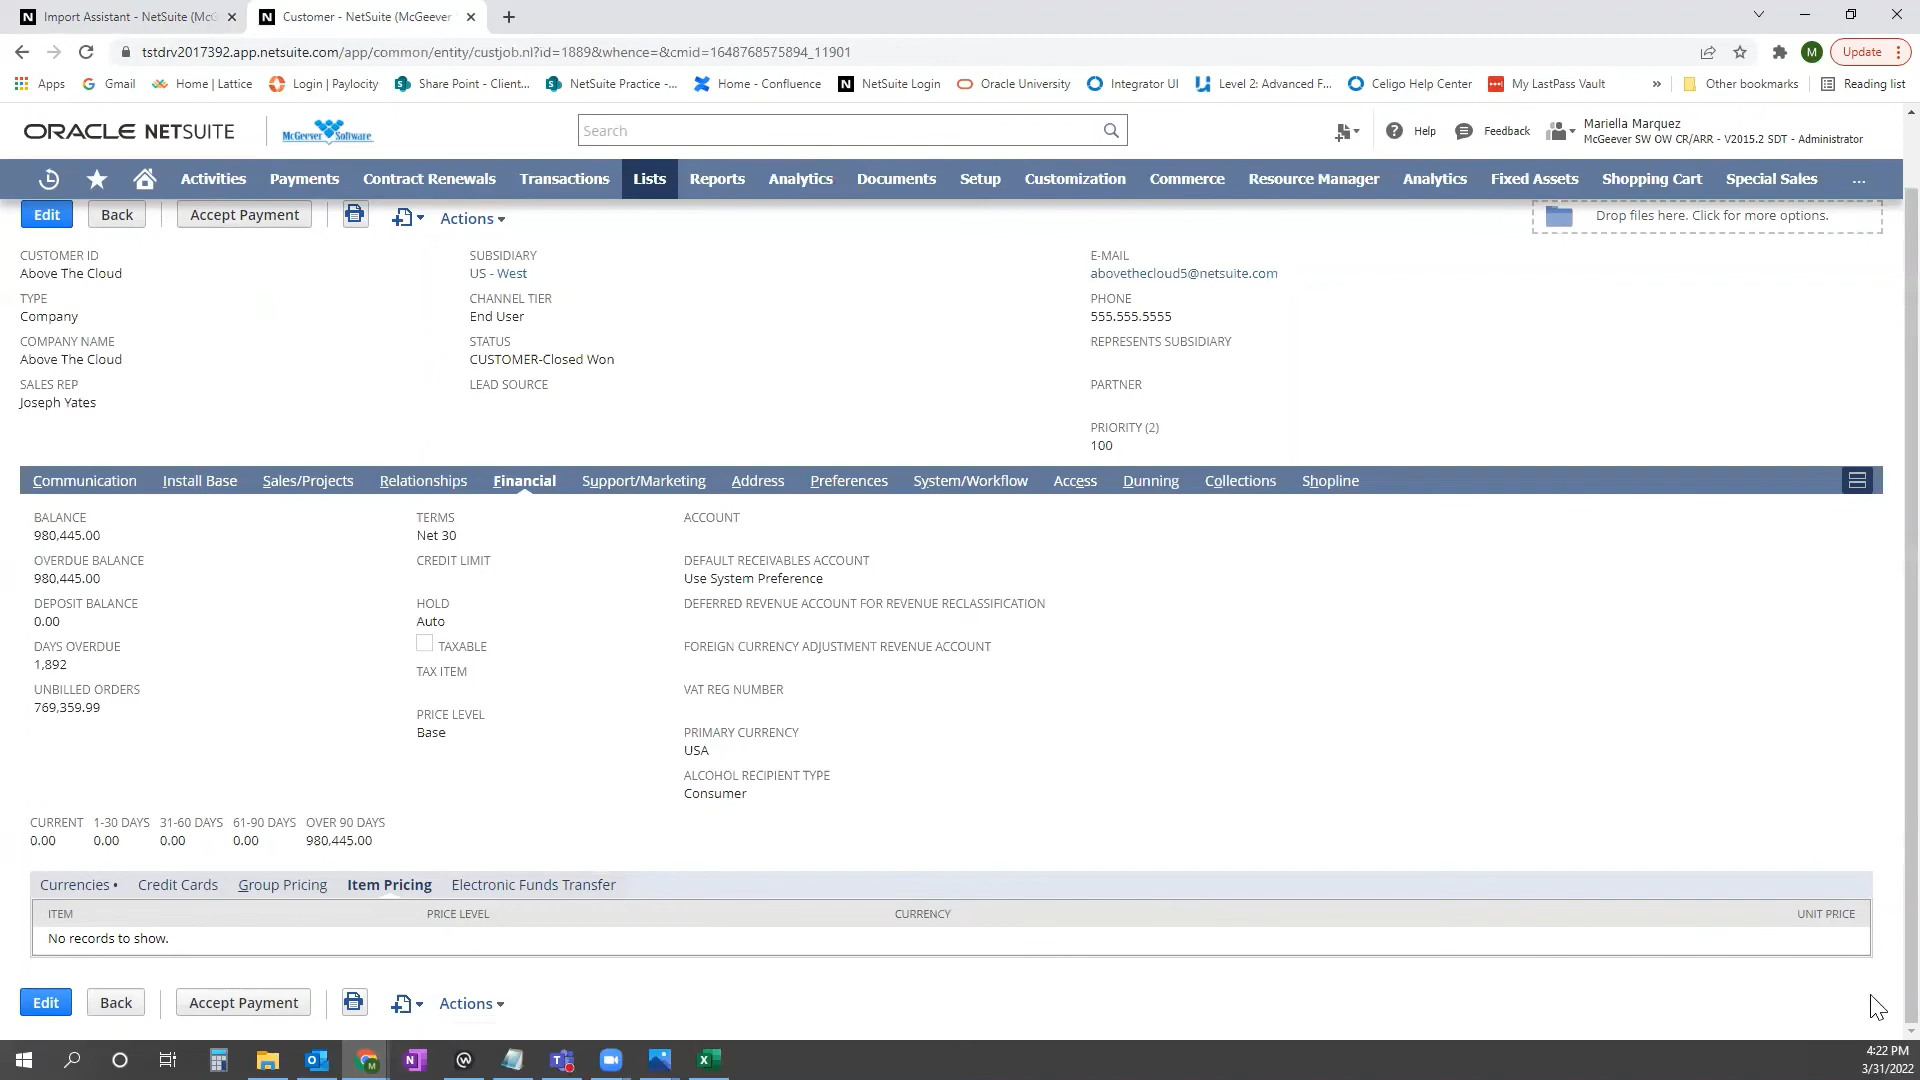 Import Assistant - NetSuite (McG
Customer - NetSuite (McGeever
tstdrv2017392.app.netsuite.com/app/common/entity/custjob.nl?id=1889&whence=&cmid=1648768575894_11901
M
Update
Apps
Gmail
Home | Lattice
Login | Paylocity
Share Point - Client...
NetSuite Practice -...
Home - Confluence
NetSuite Login
Oracle University
Integrator UI
Level 2: Advanced F...
Celigo Help Center
My LastPass Vault
»
Other bookmarks
Reading list
ORACLE NETSUITE
McGeever Software
Search
Help
Feedback
Mariella Marquez
McGeever SW OW CR/ARR - V2015.2 SDT - Administrator
Activities
Payments
Contract Renewals
Transactions
Lists
Reports
Analytics
Documents
Setup
Customization
Commerce
Resource Manager
Analytics
Fixed Assets
Shopping Cart
Special Sales
...
Edit
Back
Accept Payment
Actions
Drop files here. Click for more options.
CUSTOMER ID
Above The Cloud
TYPE
Company
COMPANY NAME
Above The Cloud
SALES REP
Joseph Yates
SUBSIDIARY
US - West
CHANNEL TIER
End User
STATUS
CUSTOMER-Closed Won
LEAD SOURCE
E-MAIL
abovethecloud5@netsuite.com
PHONE
555.555.5555
REPRESENTS SUBSIDIARY
PARTNER
PRIORITY (2)
100
Communication
Install Base
Sales/Projects
Relationships
Financial
Support/Marketing
Address
Preferences
System/Workflow
Access
Dunning
Collections
Shopline
BALANCE
980,445.00
OVERDUE BALANCE
980,445.00
DEPOSIT BALANCE
0.00
DAYS OVERDUE
1,892
UNBILLED ORDERS
769,359.99
TERMS
Net 30
CREDIT LIMIT
HOLD
Auto
TAXABLE
TAX ITEM
PRICE LEVEL
Base
ACCOUNT
DEFAULT RECEIVABLES ACCOUNT
Use System Preference
DEFERRED REVENUE ACCOUNT FOR REVENUE RECLASSIFICATION
FOREIGN CURRENCY ADJUSTMENT REVENUE ACCOUNT
VAT REG NUMBER
PRIMARY CURRENCY
USA
ALCOHOL RECIPIENT TYPE
Consumer
CURRENT 1-30 DAYS 31-60 DAYS 61-90 DAYS OVER 90 DAYS
0.00 0.00 0.00 0.00 980,445.00
Currencies •
Credit Cards
Group Pricing
Item Pricing
Electronic Funds Transfer
ITEM PRICE LEVEL CURRENCY UNIT PRICE
No records to show.
Edit
Back
Accept Payment
Actions
4:22 PM
3/31/2022